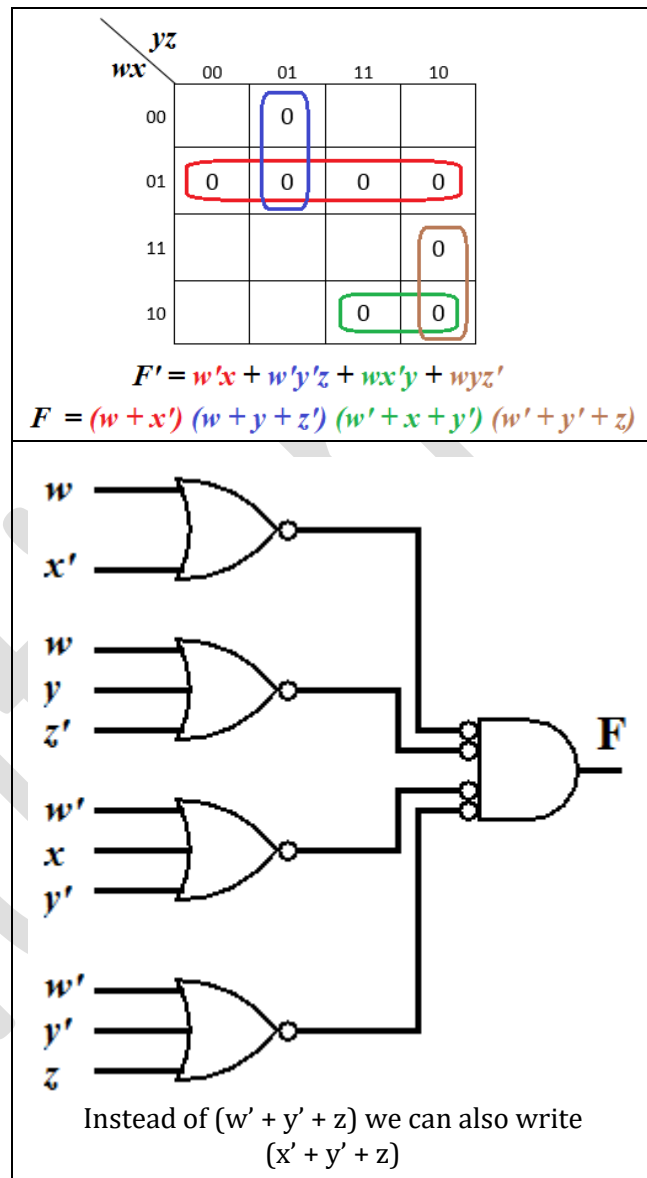 yz
wx 00 01 11 10
00 0
01 0 0 0 0
11 0
10 0 0
F' = w'x + w'y'z + wx'y + wyz'
F = (w + x') (w + y + z') (w' + x + y') (w' + y' + z)
w
x'
w
y
z'
F
w'
x
y'
w'
y'
z
Instead of (w’ + y’ + z) we can also write
(x’ + y’ + z)